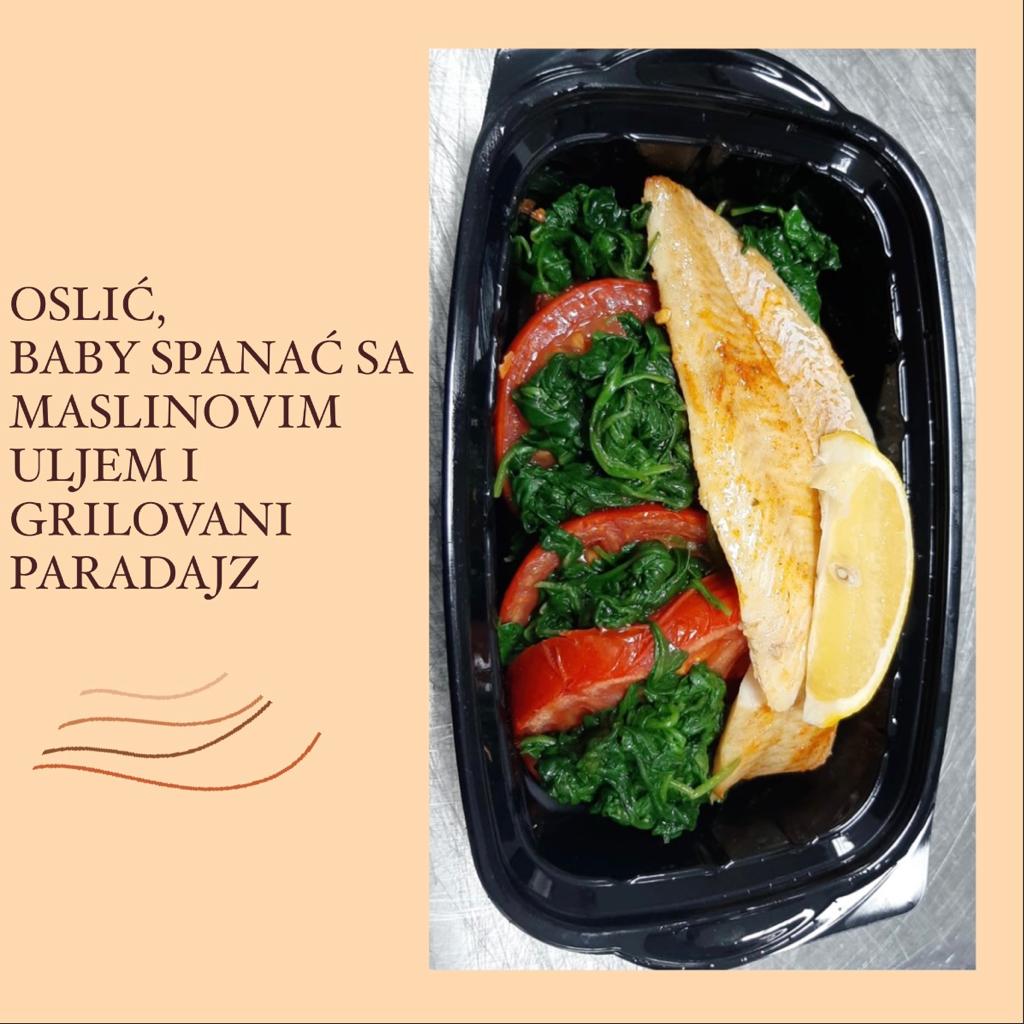 OSLIĆ,
BABY SPANAĆ SA
MASLINOVIM
ULJEM I
GRILOVANI
PARADAJZ